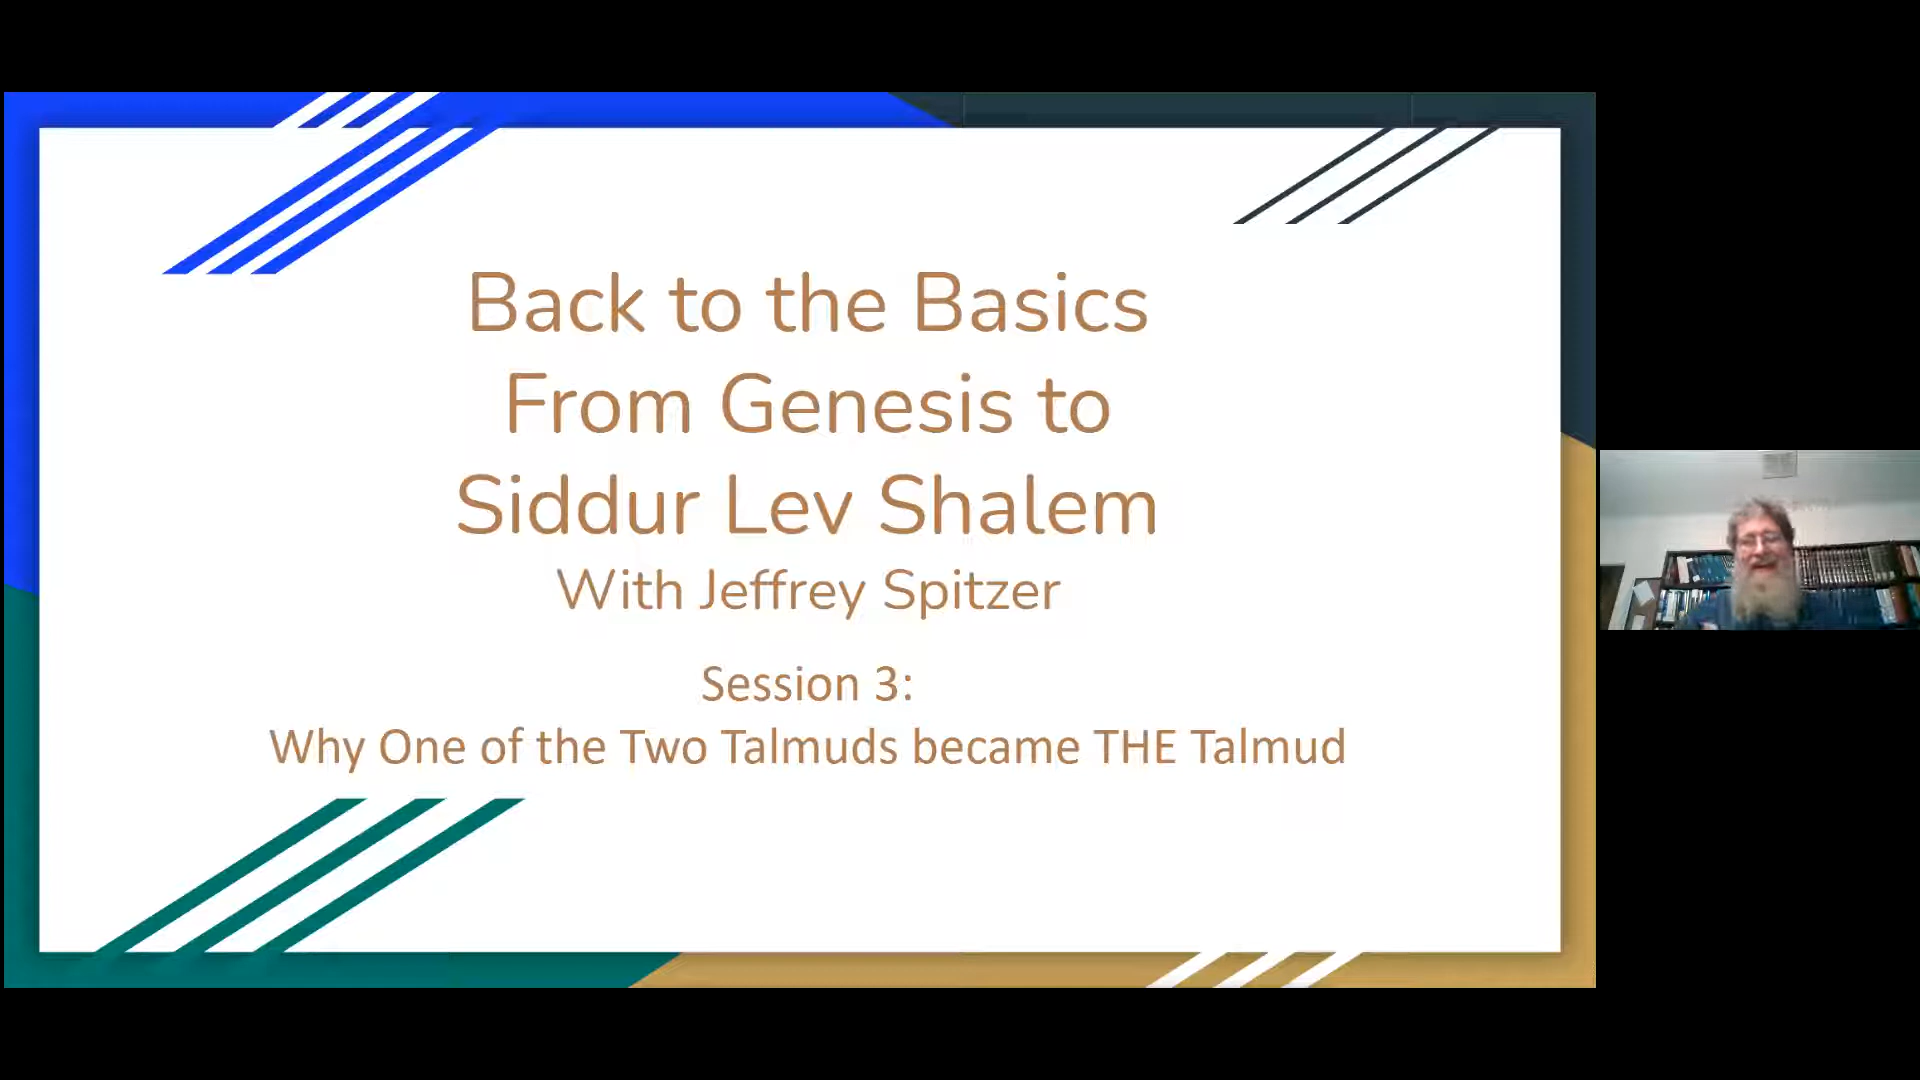 Back to the Basics
From Genesis to
Siddur Lev Shalem
With Jeffrey Spitzer
Session 3:
Why One of the Two Talmuds became THE Talmud